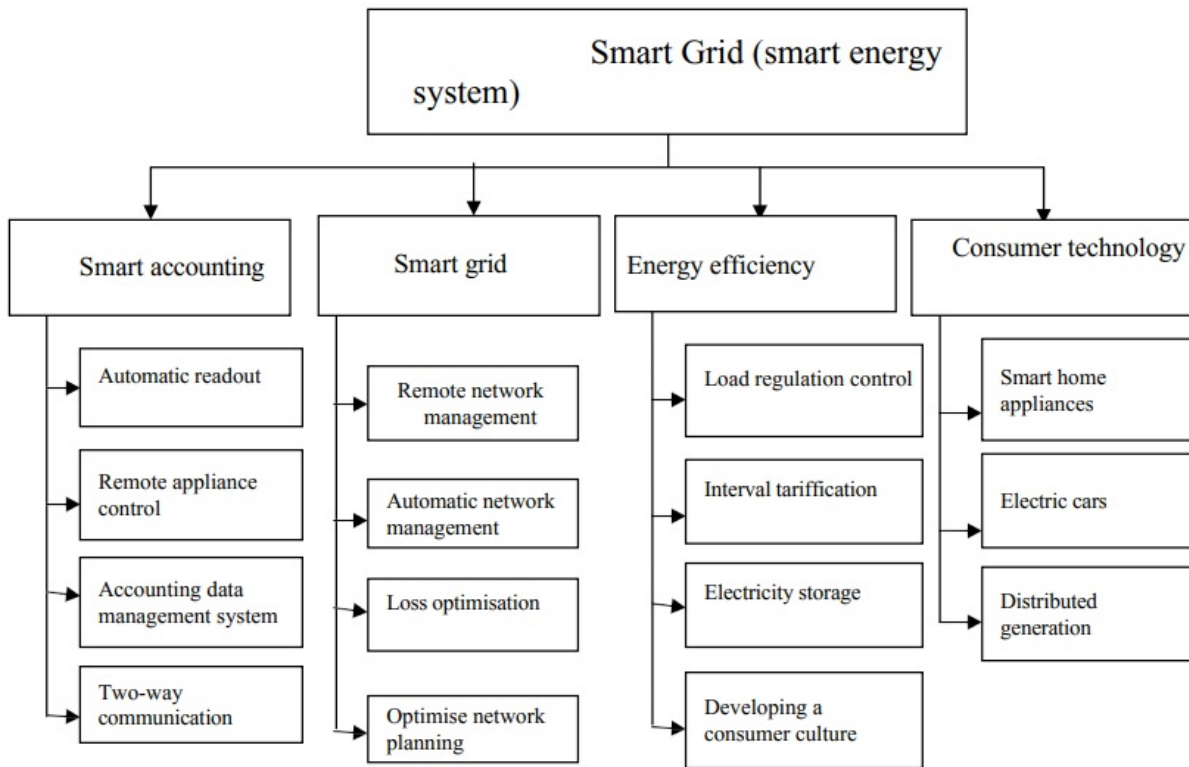 Smart Grid (smart energy
system)
Smart accounting
Smart grid
Energy efficiency
Consumer technology
Automatic readout
Remote appliance
control
Accounting data
management system
Two-way
communication
Remote network
management
Automatic network
management
Loss optimisation
Optimise network
planning
Load regulation control
Interval tariffication
Electricity storage
Developing a
consumer culture
Smart home
appliances
Electric cars
Distributed
generation